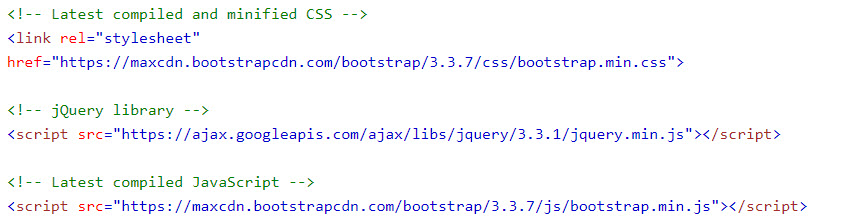 <!-- Latest compiled and minified CSS -->
<link rel="stylesheet"
href="https://maxcdn.bootstrapcdn.com/bootstrap/3.3.7/css/bootstrap.min.css">
<!-- jQuery library -->
<script src="https://ajax.googleapis.com/ajax/libs/jquery/3.3.1/jquery.min.js"></script>
<!-- Latest compiled JavaScript -->
<script src="https://maxcdn.bootstrapcdn.com/bootstrap/3.3.7/js/bootstrap.min.js"></script>